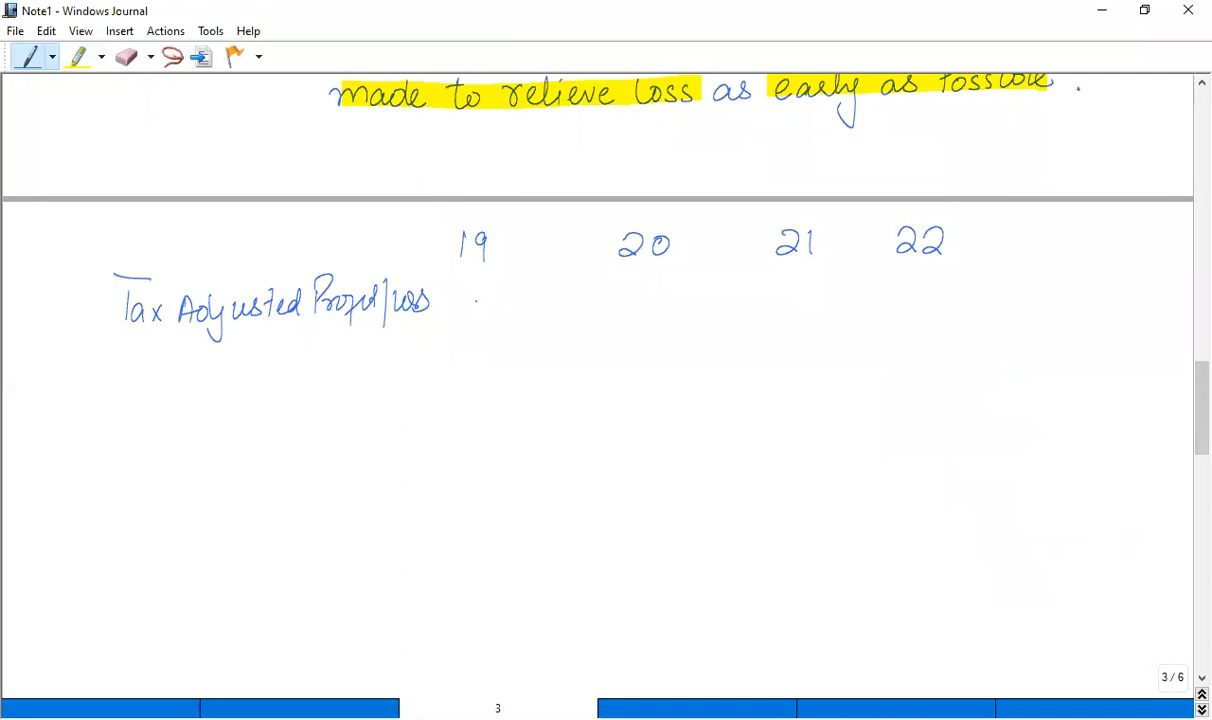 Note1 - Windows Journal
File Edit View Insert Actions Tools Help
made to relieve loss as early as Possible.
19 20 21 22
Tax Adjusted Profit/loss
3 / 6
3